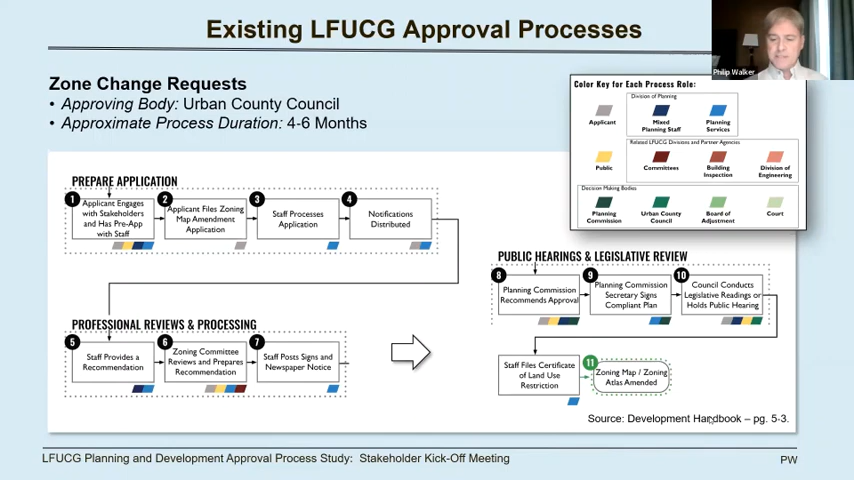 Existing LFUCG Approval Processes
Philip Walker
Zone Change Requests
• Approving Body: Urban County Council
• Approximate Process Duration: 4-6 Months
Color Key for Each Process Role:
Division of Planning
Applicant
Mixed
Planning Staff
Planning
Services
Related LFUCG Divisions and Partner Agencies
Public
Committees
Building
Inspection
Division of
Engineering
Decision Making Bodies
Planning
Commission
Urban County
Council
Board of
Adjustment
Court
PREPARE APPLICATION
1
Applicant Engages
with Stakeholders
and Has Pre-App
with Staff
2
Applicant Files Zoning
Map Amendment
Application
3
Staff Processes
Application
4
Notifications
Distributed
PROFESSIONAL REVIEWS & PROCESSING
5
Staff Provides a
Recommendation
6
Zoning Committee
Reviews and Prepares
Recommendation
7
Staff Posts Signs and
Newspaper Notice
PUBLIC HEARINGS & LEGISLATIVE REVIEW
8
Planning Commission
Recommends Approval
9
Planning Commission
Secretary Signs
Compliant Plan
10
Council Conducts
Legislative Readings or
Holds Public Hearing
Staff Files Certificate
of Land Use
Restriction
11
Zoning Map / Zoning
Atlas Amended
Source: Development Handbook – pg. 5-3.
LFUCG Planning and Development Approval Process Study: Stakeholder Kick-Off Meeting
PW